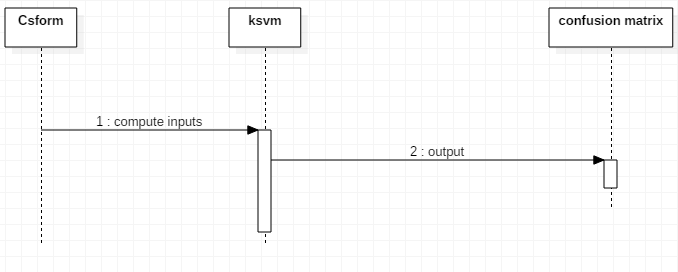 Csform
ksvm
confusion matrix
1 : compute inputs
2 : output